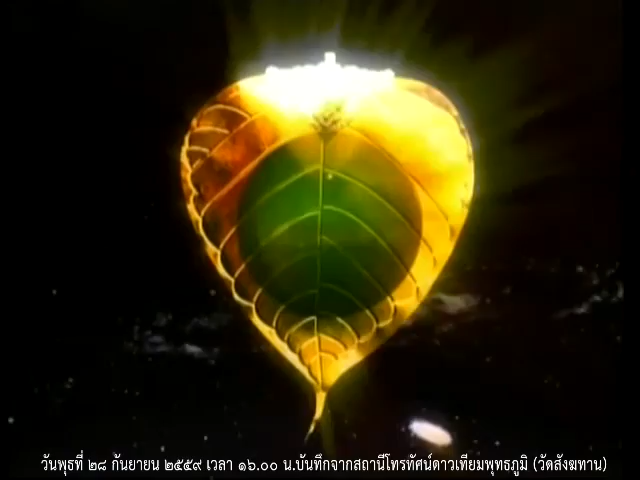 วันพุธที่ ๒๘ กันยายน ๒๕๕๙ เวลา ๑๖.๐๐ น.บันทึกจากสถานีโทรทัศน์ดาวเทียมพุทธภูมิ (วัดสังฆทาน)